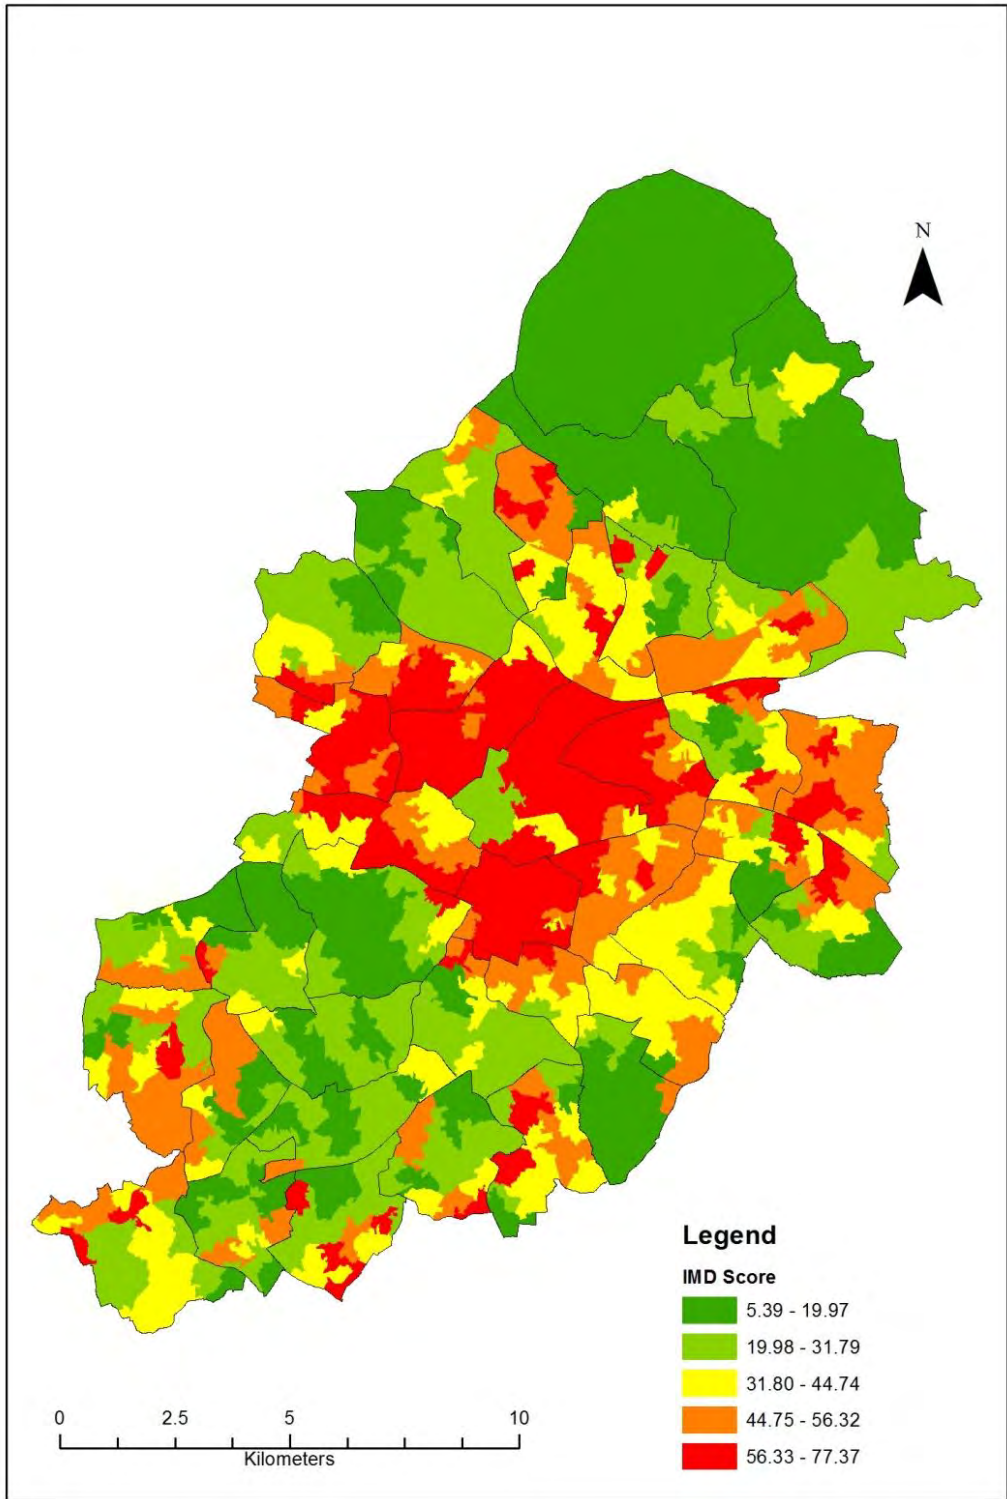 N
Legend
IMD Score
5.39 - 19.97
19.98 - 31.79
31.80 - 44.74
44.75 - 56.32
56.33 - 77.37
0 2.5 5 10
Kilometers